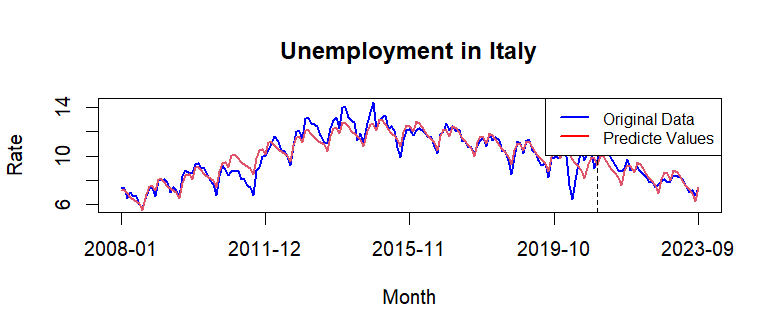 Unemployment in Italy
Rate
14
10
6
Original Data
Predicte Values
2008-01
2011-12
2015-11
2019-10
2023-09
Month